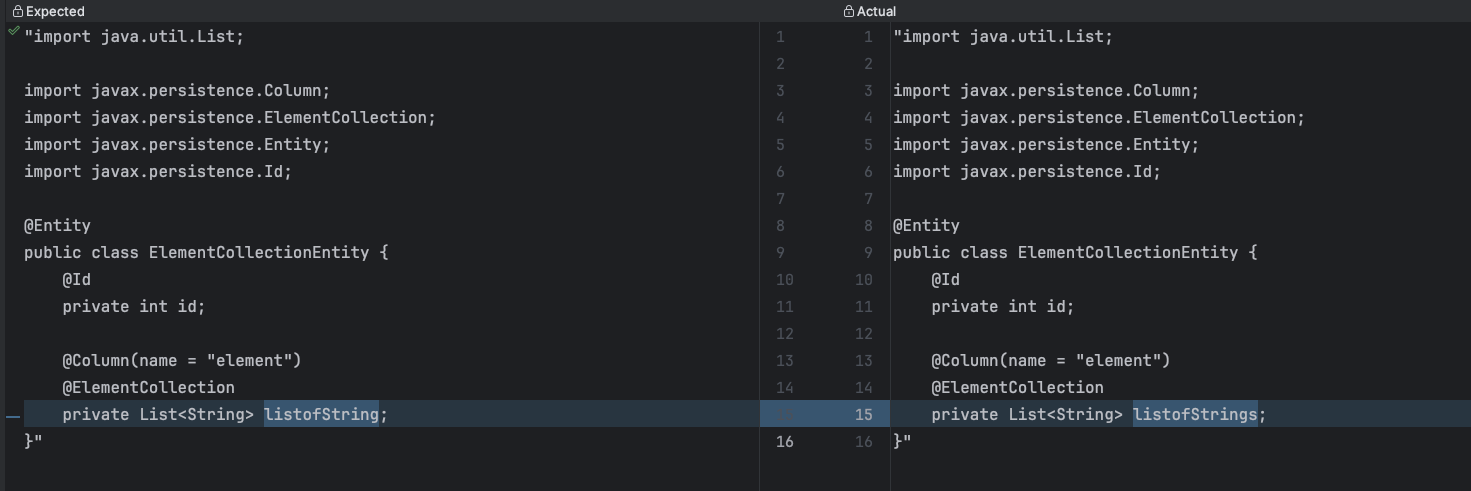 Expected
"import java.util.List; 1
2
import javax.persistence.Column; 3
import javax.persistence.ElementCollection; 4
import javax.persistence.Entity; 5
import javax.persistence.Id; 6
7
@Entity 8
public class ElementCollectionEntity { 9
    @Id 10
    private int id; 11
12
    @Column(name = "element") 13
    @ElementCollection 14
    private List<String> listofString;
}" 16
Actual
1 "import java.util.List;
2
3 import javax.persistence.Column;
4 import javax.persistence.ElementCollection;
5 import javax.persistence.Entity;
6 import javax.persistence.Id;
7
8 @Entity
9 public class ElementCollectionEntity {
10     @Id
11     private int id;
12
13     @Column(name = "element")
14     @ElementCollection
15     private List<String> listofStrings;
16 }"